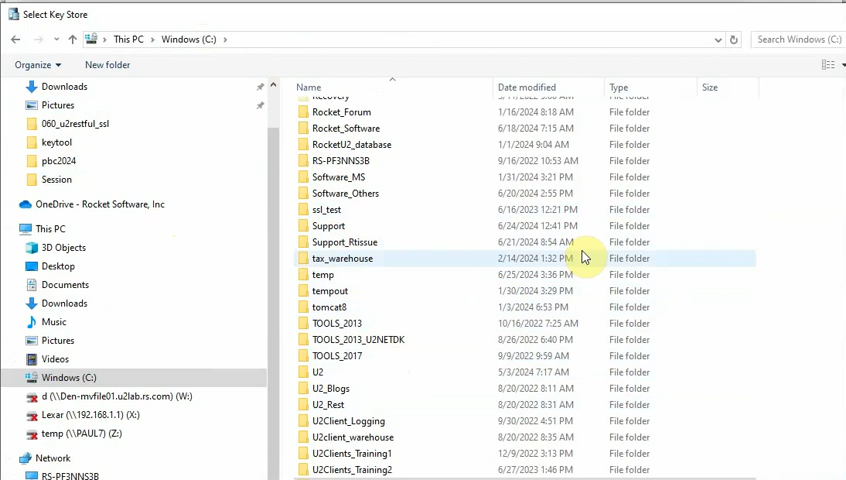 Select Key Store
This PC > Windows (C:) >
Search Windows (C:)
Organize
New folder
Downloads
Pictures
060_u2restful_ssl
keytool
pbc2024
Session
OneDrive - Rocket Software, Inc
This PC
3D Objects
Desktop
Documents
Downloads
Music
Pictures
Videos
Windows (C:)
d (\\Den-mvfile01.u2lab.rs.com) (W:)
Lexar (\\192.168.1.1) (X:)
temp (\\PAUL7) (Z:)
Network
RS-PF3NNS3B
Name Date modified Type Size
Recovery File folder
Rocket_Forum 1/16/2024 8:18 AM File folder
Rocket_Software 6/18/2024 7:15 AM File folder
RocketU2_database 1/1/2024 9:04 AM File folder
RS-PF3NNS3B 9/16/2022 10:53 AM File folder
Software_MS 1/31/2024 3:21 PM File folder
Software_Others 6/20/2024 2:55 PM File folder
ssl_test 6/16/2023 12:21 PM File folder
Support 6/24/2024 12:41 PM File folder
Support_Rtissue 6/21/2024 8:54 AM File folder
tax_warehouse 2/14/2024 1:32 PM File folder
temp 6/25/2024 3:36 PM File folder
tempout 1/30/2024 3:29 PM File folder
tomcat8 1/3/2024 6:53 PM File folder
TOOLS_2013 10/16/2022 7:25 AM File folder
TOOLS_2013_U2NETDK 8/26/2022 6:40 PM File folder
TOOLS_2017 9/9/2022 9:59 AM File folder
U2 5/3/2024 7:17 AM File folder
U2_Blogs 8/20/2022 8:11 AM File folder
U2_Rest 8/20/2022 8:31 AM File folder
U2Client_Logging 9/30/2022 4:51 PM File folder
U2client_warehouse 8/20/2022 8:35 AM File folder
U2Clients_Training1 12/9/2022 3:13 PM File folder
U2Clients_Training2 6/27/2023 1:46 PM File folder